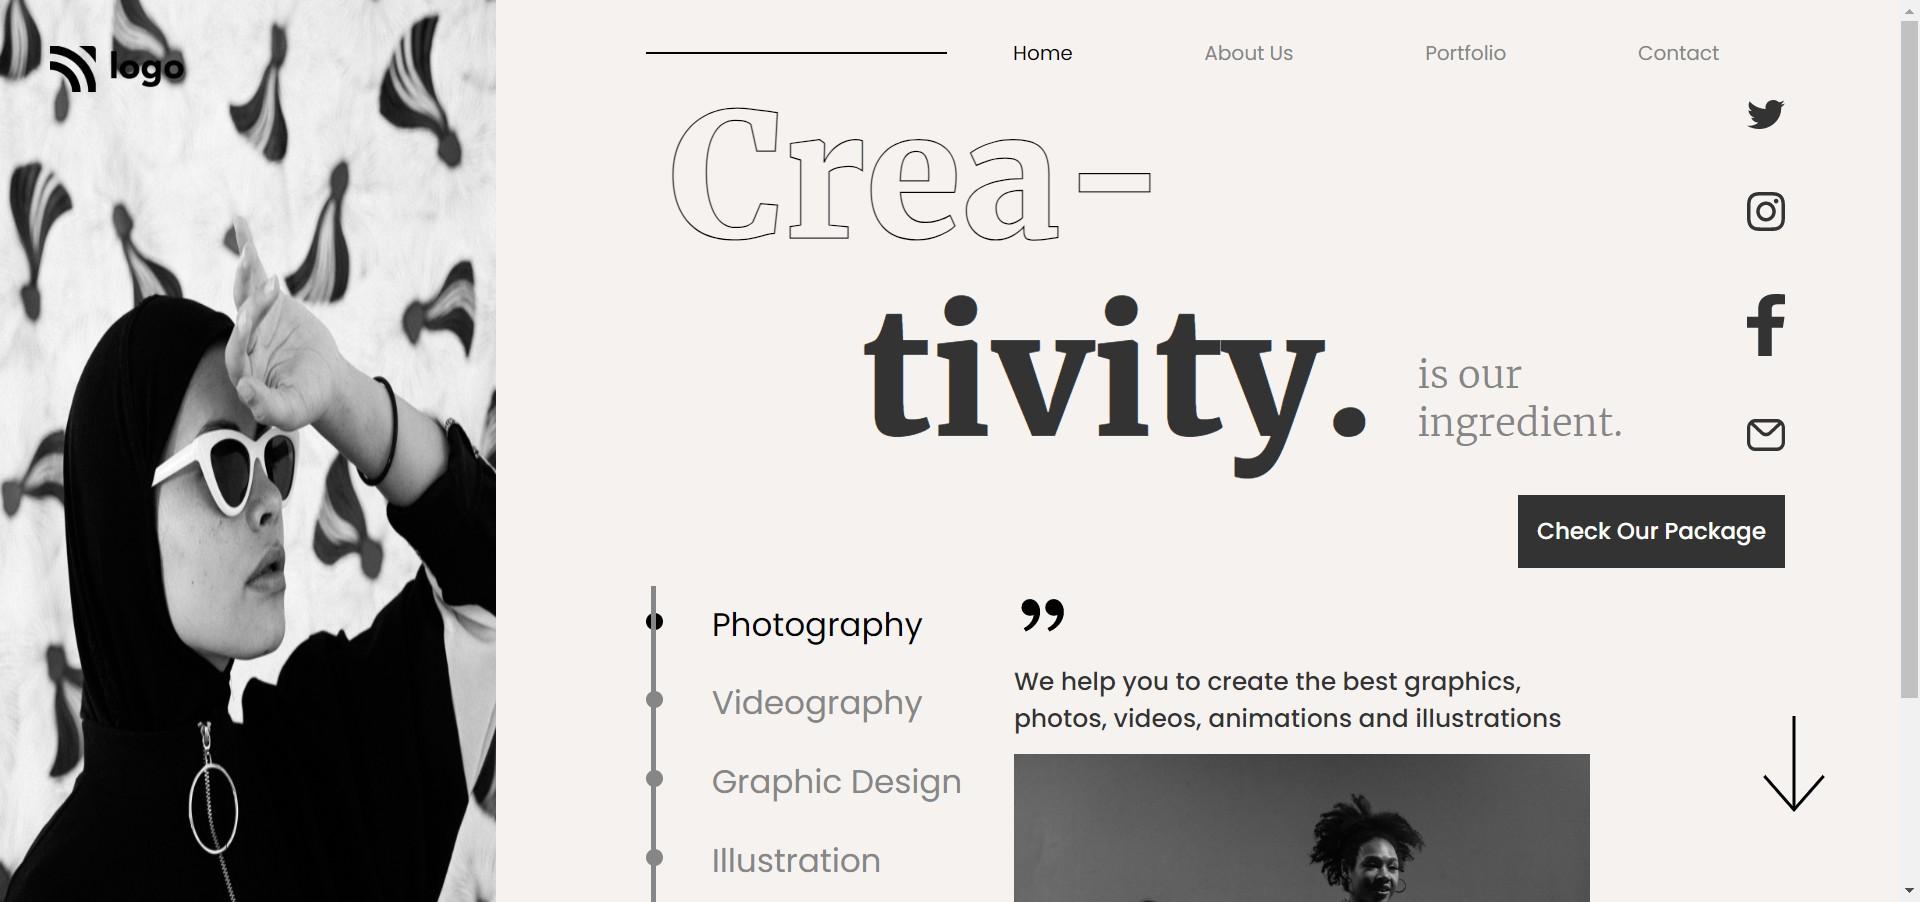 logo
Home
About Us
Portfolio
Contact
Crea-
tivity.
is our
ingredient.
Check Our Package
Photography
Videography
Graphic Design
Illustration
”
We help you to create the best graphics,
photos, videos, animations and illustrations